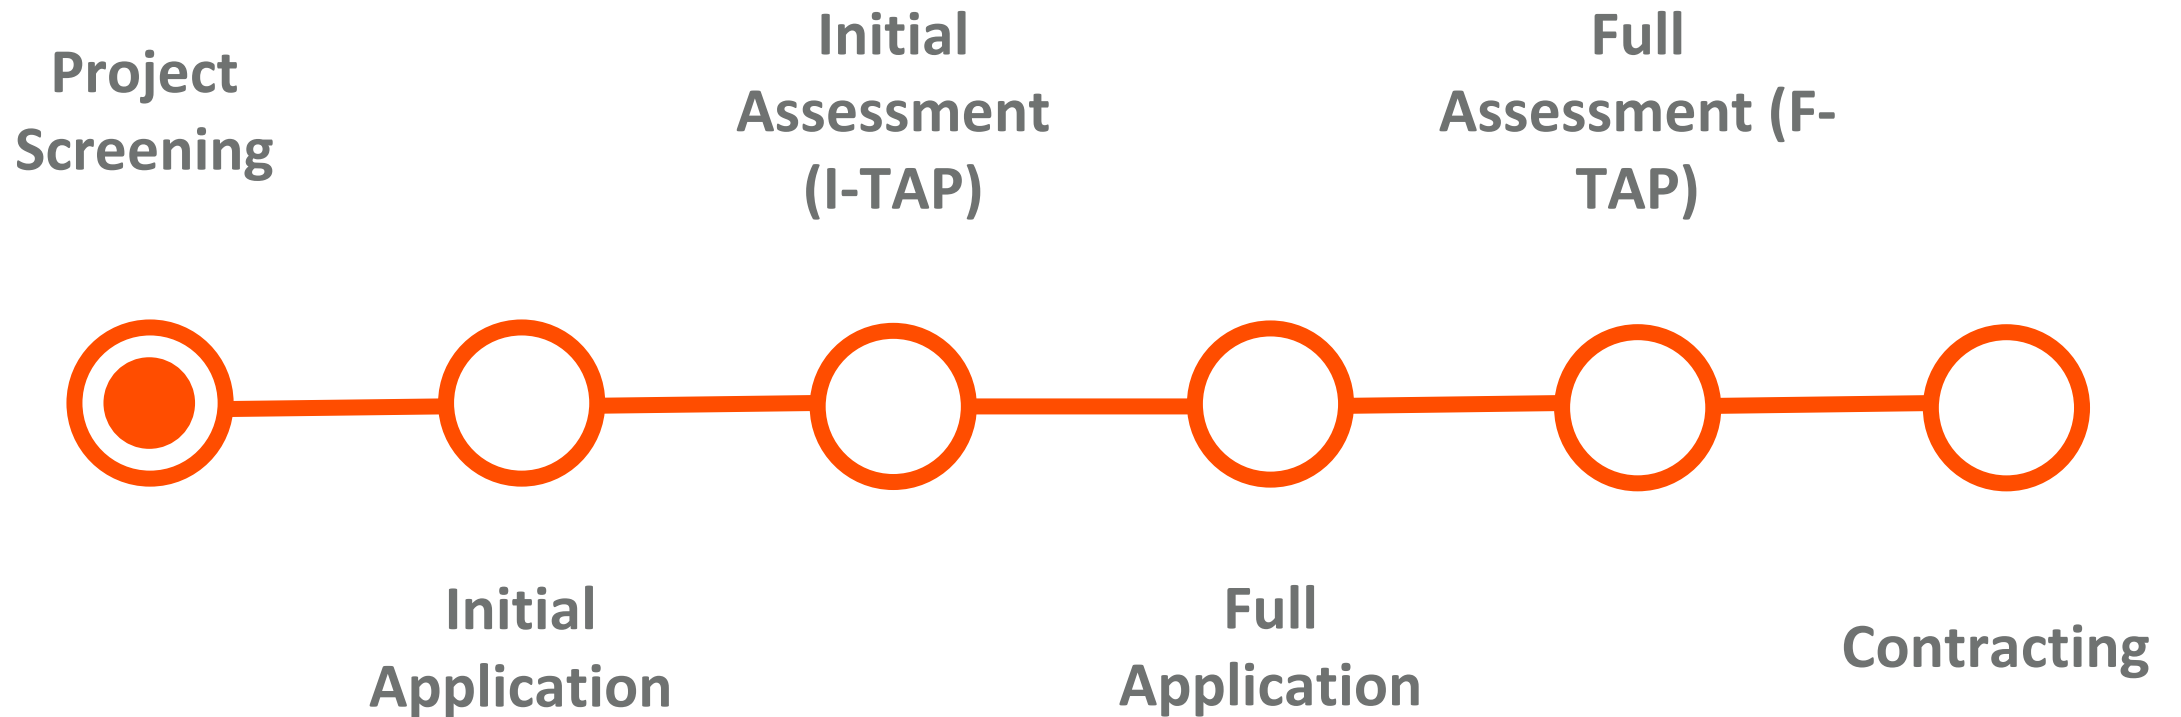 Project
Screening
Initial
Application
Initial
Assessment
(I-TAP)
Full
Application
Full
Assessment (F-
TAP)
Contracting